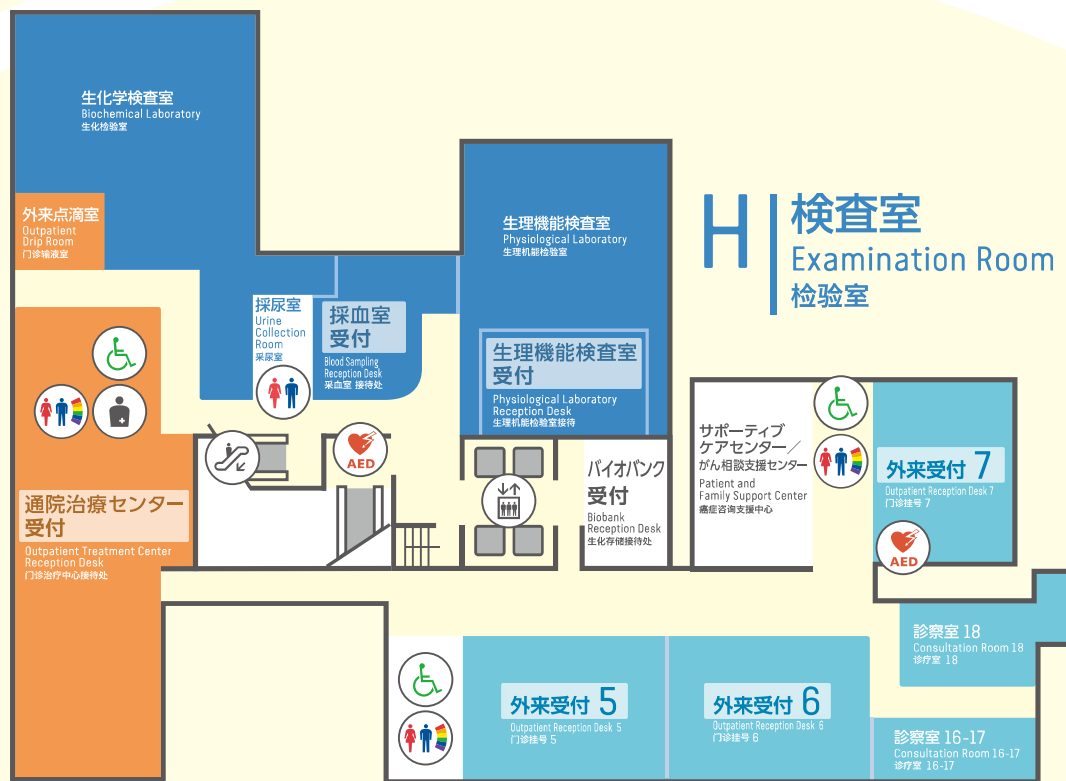 生化学検査室
Biochemical Laboratory
生化检验室
外来点滴室
Outpatient
Drip Room
门诊输液室
生理機能検査室
Physiological Laboratory
生理机能检验室
H
検査室
Examination Room
检验室
採尿室
Urine
Collection
Room
采尿室
採血室
受付
Blood Sampling
Reception Desk
采血室 接待处
生理機能検査室
受付
Physiological Laboratory
Reception Desk
生理机能检验室接待
AED
バイオバンク
受付
Biobank
Reception Desk
生化存储接待处
サポーティブ
ケアセンター/
がん相談支援センター
Patient and
Family Support Center
癌症咨询支援中心
外来受付 7
Outpatient Reception Desk 7
门诊挂号 7
AED
通院治療センター
受付
Outpatient Treatment Center
Reception Desk
门诊治疗中心接待处
診察室 18
Consultation Room 18
诊疗室 18
外来受付 5
Outpatient Reception Desk 5
门诊挂号 5
外来受付 6
Outpatient Reception Desk 6
门诊挂号 6
診察室 16-17
Consultation Room 16-17
诊疗室 16-17